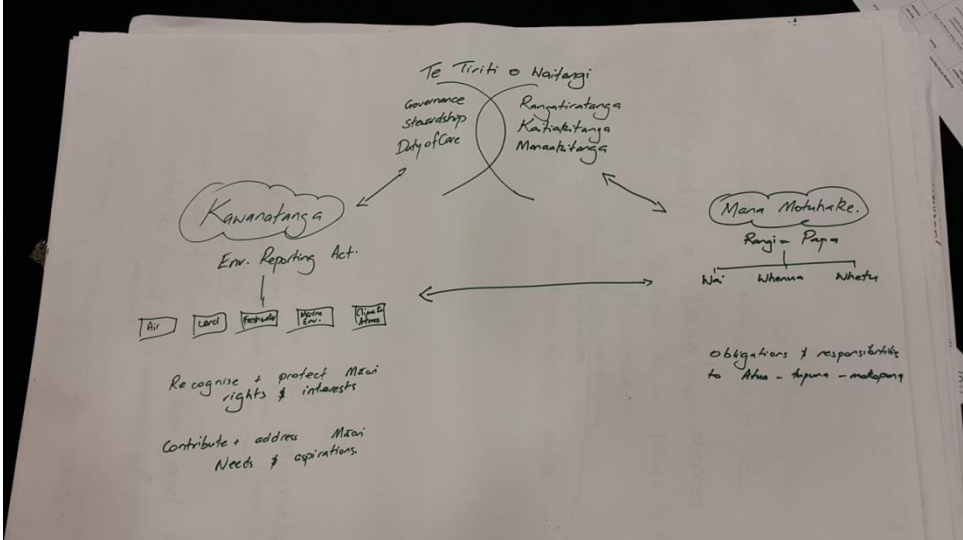 Te Tiriti o Waitangi
Governance
Stewardship
Duty of Care
Rangatiratanga
Kaitiakitanga
Manaakitanga
Kawanatanga
Env. Reporting Act.
Air
Land
Freshwater
Marine
Env.
Climate
Atmos
Recognise + protect Māori
rights & interests
Contribute + address Māori
Needs & aspirations.
Mana Motuhake.
Rangi - Papa
Wai Whenua Whetu
Obligations & responsibilities
to Atua - tupuna - mokopuna